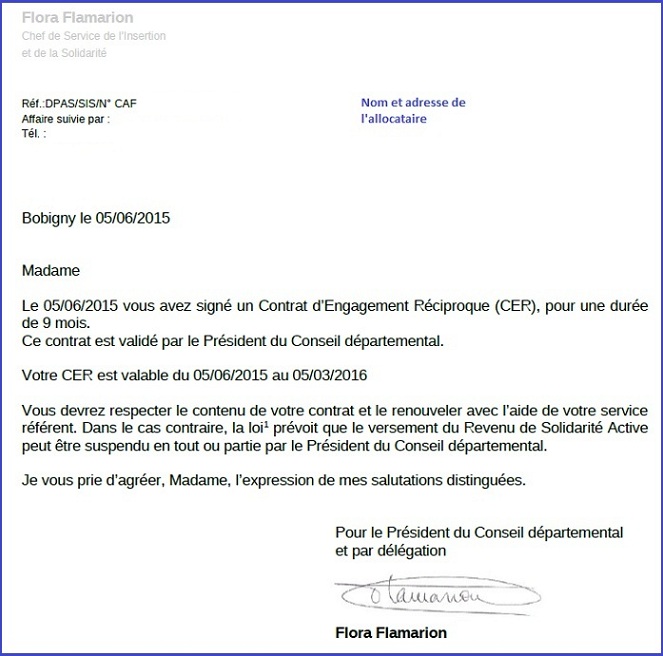 Flora Flamarion
Chef de Service de l'Insertion
et de la Solidarité
Réf.:DPAS/SIS/N° CAF
Affaire suivie par :
Tél. :
Nom et adresse de
l'allocataire
Bobigny le 05/06/2015
Madame
Le 05/06/2015 vous avez signé un Contrat d'Engagement Réciproque (CER), pour une durée
de 9 mois.
Ce contrat est validé par le Président du Conseil départemental.
Votre CER est valable du 05/06/2015 au 05/03/2016
Vous devrez respecter le contenu de votre contrat et le renouveler avec l'aide de votre service
référent. Dans le cas contraire, la loi¹ prévoit que le versement du Revenu de Solidarité Active
peut être suspendu en tout ou partie par le Président du Conseil départemental.
Je vous prie d'agréer, Madame, l'expression de mes salutations distinguées.
Pour le Président du Conseil départemental
et par délégation
Flamarion
Flora Flamarion